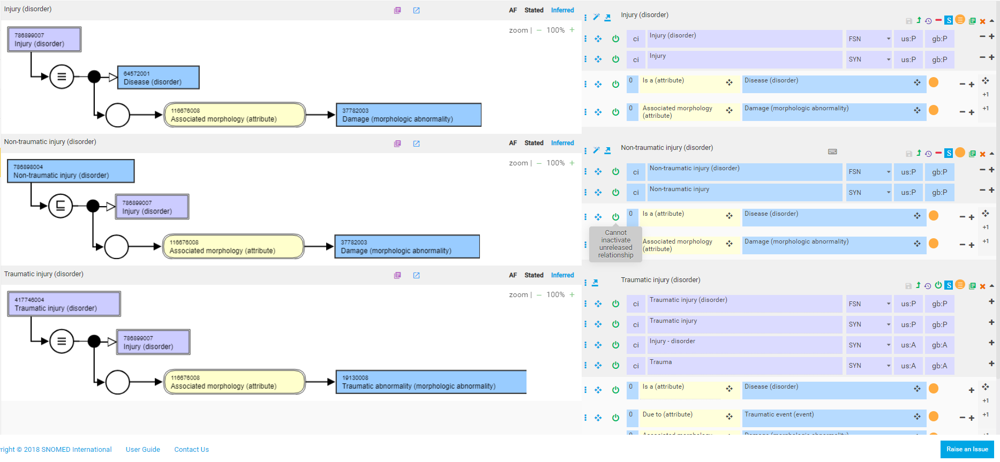 Injury (disorder)
AF Stated Inferred
zoom | − 100% +
786899007
Injury (disorder)
64572001
Disease (disorder)
116676008
Associated morphology (attribute)
37782003
Damage (morphologic abnormality)
Non-traumatic injury (disorder)
AF Stated Inferred
zoom | − 100% +
786898004
Non-traumatic injury (disorder)
786899007
Injury (disorder)
116676008
Associated morphology (attribute)
37782003
Damage (morphologic abnormality)
Traumatic injury (disorder)
AF Stated Inferred
zoom | − 100% +
417746004
Traumatic injury (disorder)
786899007
Injury (disorder)
116676008
Associated morphology (attribute)
19130008
Traumatic abnormality (morphologic abnormality)
Injury (disorder)
S
ci Injury (disorder) FSN us:P gb:P
ci Injury SYN us:P gb:P
0 Is a (attribute) Disease (disorder)
+1
0 Associated morphology (attribute) Damage (morphologic abnormality) +1
Non-traumatic injury (disorder)
S
ci Non-traumatic injury (disorder) FSN us:P gb:P
ci Non-traumatic injury SYN us:P gb:P
0 Is a (attribute) Disease (disorder)
+1
Cannot
inactivate
unreleased
relationship
Associated morphology (attribute) Damage (morphologic abnormality) +1
Traumatic injury (disorder)
S
ci Traumatic injury (disorder) FSN us:P gb:P
ci Traumatic injury SYN us:P gb:P
ci Injury - disorder SYN us:A gb:A
ci Trauma SYN us:A gb:A
0 Is a (attribute) Disease (disorder)
+1
0 Due to (attribute) Traumatic event (event) +1
right © 2018 SNOMED International User Guide Contact Us
Raise an Issue